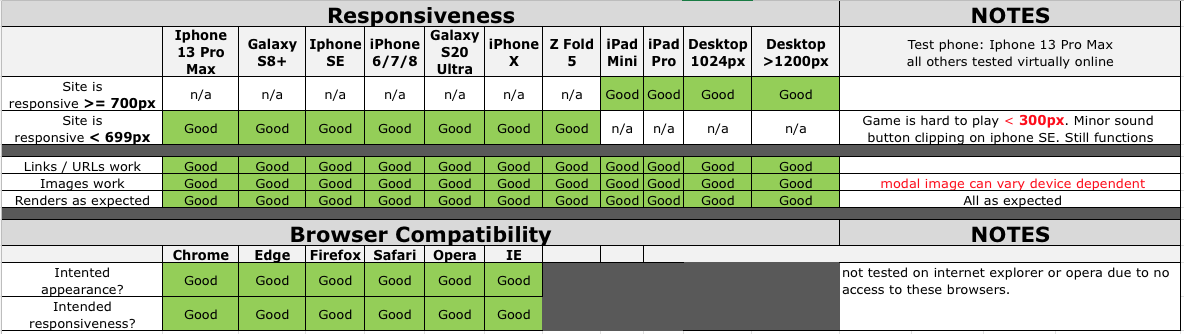 Responsiveness NOTES
Iphone 13 Pro Max Galaxy S8+ Iphone SE iPhone 6/7/8 Galaxy S20 Ultra iPhone X Z Fold 5 iPad Mini iPad Pro Desktop 1024px Desktop >1200px Test phone: Iphone 13 Pro Max
all others tested virtually online
Site is
responsive >= 700px n/a n/a n/a n/a n/a n/a n/a Good Good Good Good
Site is
responsive < 699px Good Good Good Good Good Good Good n/a n/a n/a n/a Game is hard to play < 300px. Minor sound
button clipping on iphone SE. Still functions
Links / URLs work Good Good Good Good Good Good Good Good Good Good Good
Images work Good Good Good Good Good Good Good Good Good Good Good modal image can vary device dependent
Renders as expected Good Good Good Good Good Good Good Good Good Good Good All as expected
Browser Compatibility NOTES
Chrome Edge Firefox Safari Opera IE
Intented
appearance? Good Good Good Good Good Good not tested on internet explorer or opera due to no
access to these browsers.
Intended
responsiveness? Good Good Good Good Good Good